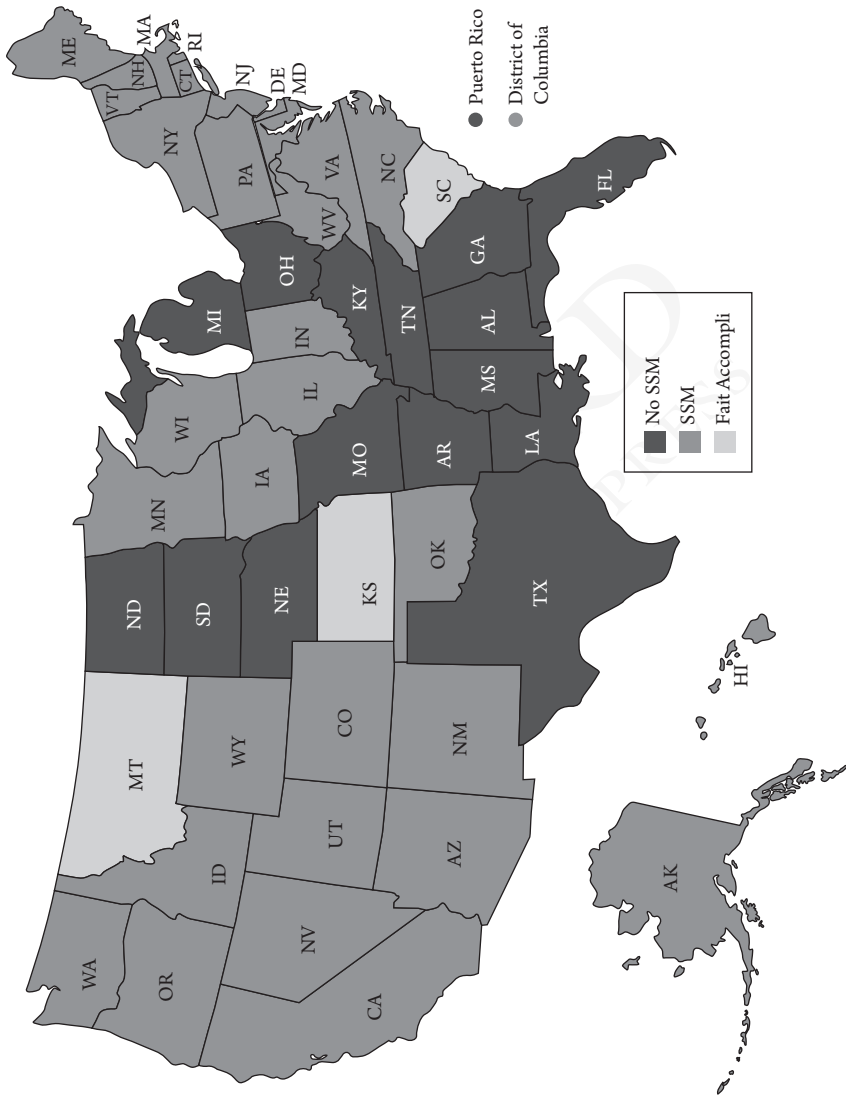 WA
OR
CA
NV
ID
MT
WY
UT
AZ
CO
NM
ND
SD
NE
KS
OK
TX
MN
IA
MO
AR
LA
WI
IL
MI
IN
OH
KY
TN
MS
AL
GA
FL
SC
NC
VA
WV
PA
NY
VT
NH
ME
MA
RI
CT
NJ
DE
MD
AK
HI
Puerto Rico
District of
Columbia
No SSM
SSM
Fait Accompli